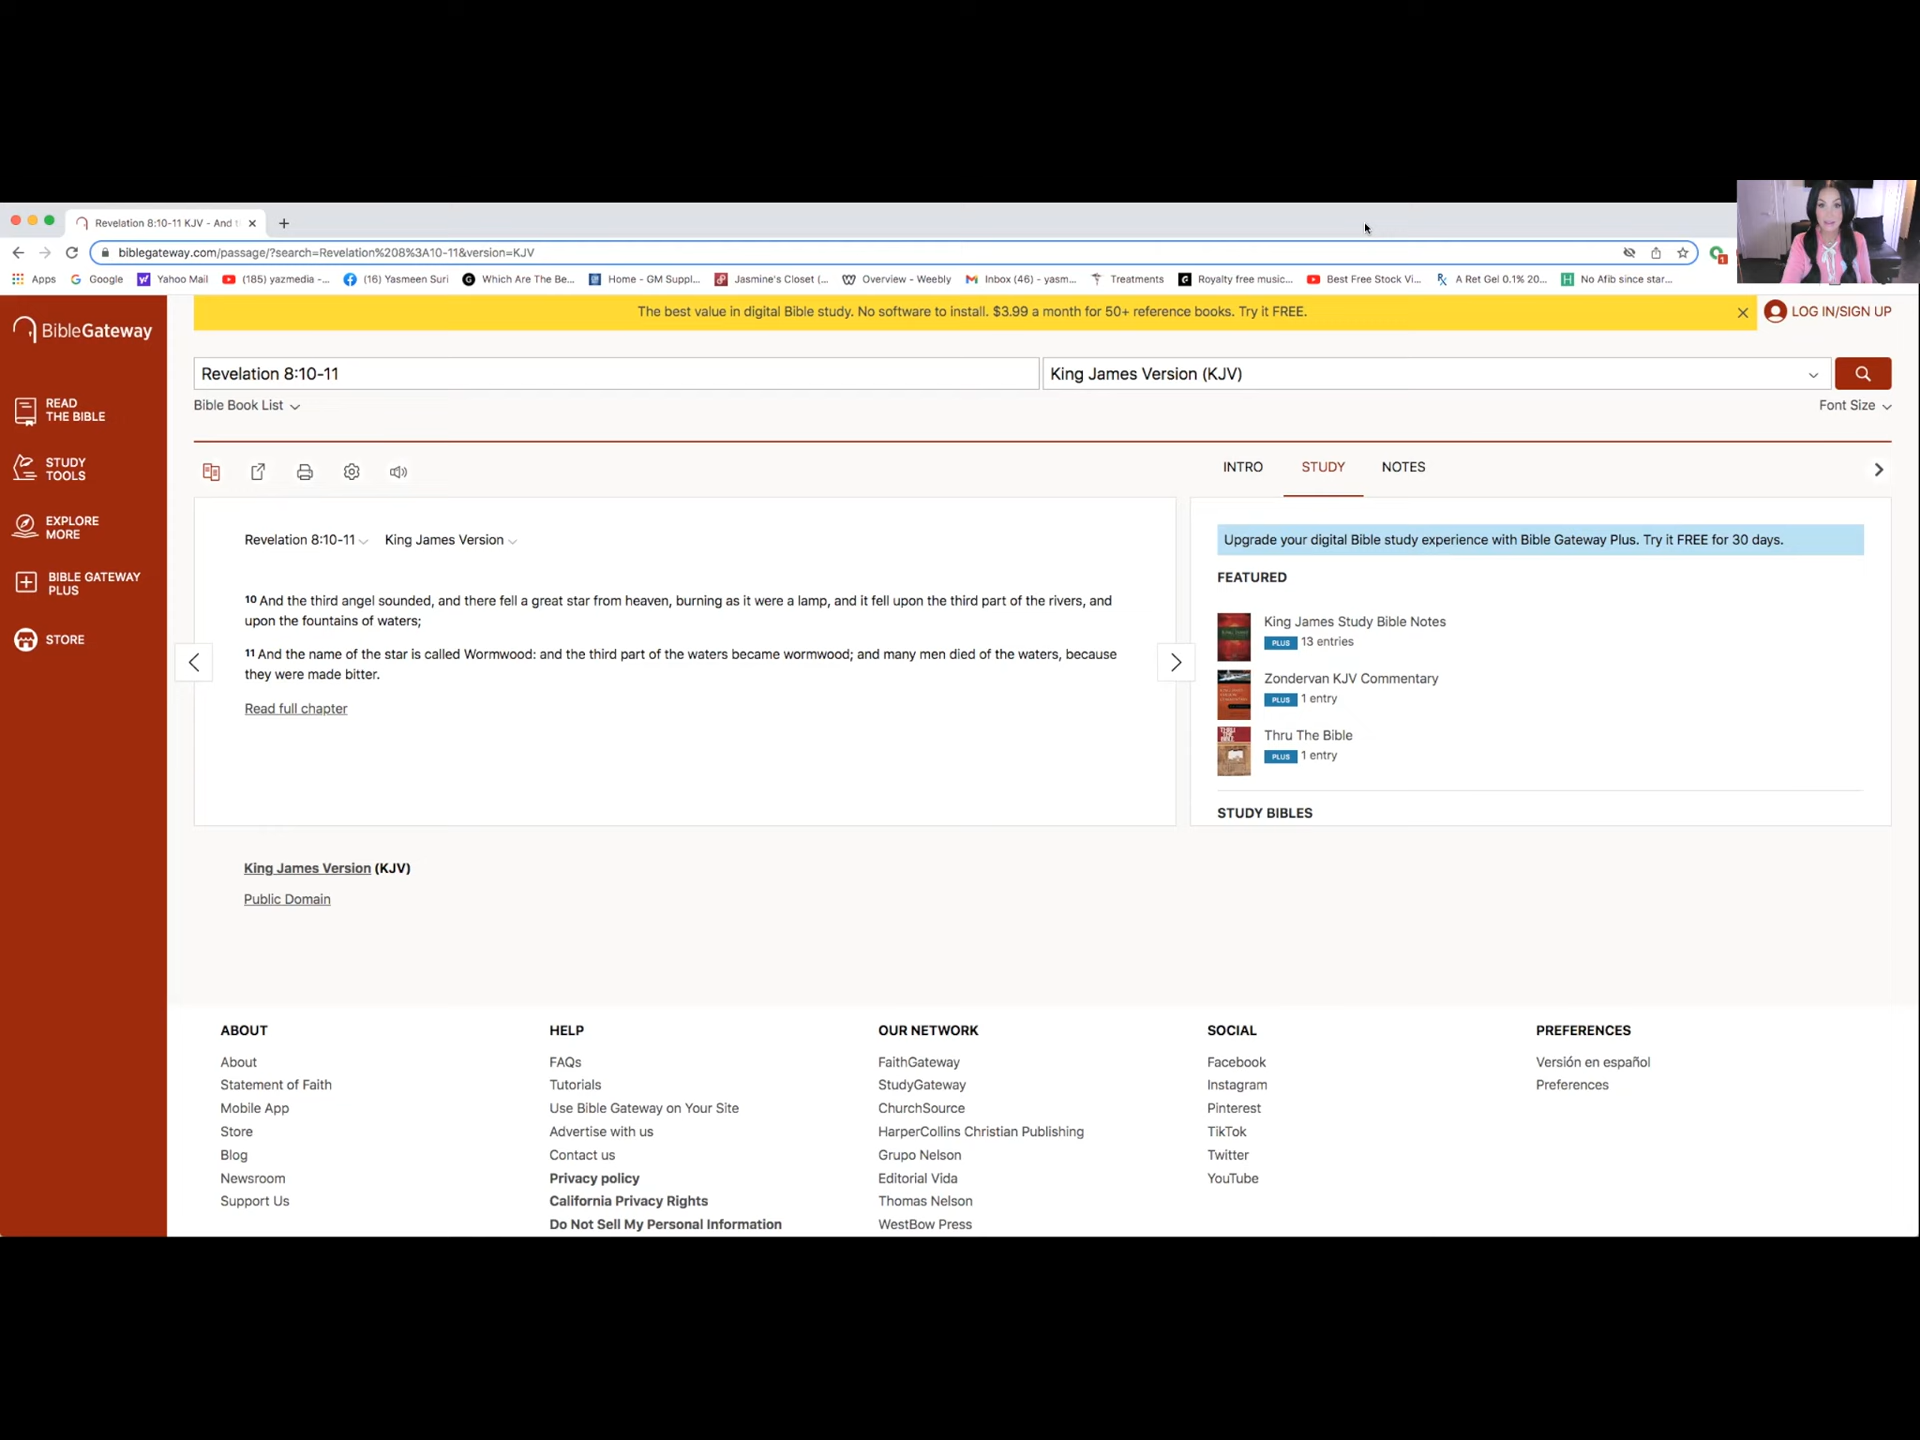 Revelation 8:10-11 KJV - And t
biblegateway.com/passage/?search=Revelation%208%3A10-11&version=KJV
Apps Google Yahoo Mail (185) yazmedia -... (16) Yasmeen Suri Which Are The Be... Home - GM Suppl... Jasmine's Closet (... Overview - Weekly Inbox (46) - yasm... Treatments Royalty free music... Best Free Stock Vi... A Ret Gel 0.1% 20... No Afib since star...
BibleGateway
The best value in digital Bible study. No software to install. $3.99 a month for 50+ reference books. Try it FREE.
LOG IN/SIGN UP
Revelation 8:10-11
King James Version (KJV)
Bible Book List
Font Size
READ
THE BIBLE
STUDY
TOOLS
EXPLORE
MORE
BIBLE GATEWAY
PLUS
STORE
INTRO STUDY NOTES
Revelation 8:10-11 King James Version
10 And the third angel sounded, and there fell a great star from heaven, burning as it were a lamp, and it fell upon the third part of the rivers, and
upon the fountains of waters;
11 And the name of the star is called Wormwood: and the third part of the waters became wormwood; and many men died of the waters, because
they were made bitter.
Read full chapter
Upgrade your digital Bible study experience with Bible Gateway Plus. Try it FREE for 30 days.
FEATURED
King James Study Bible Notes
PLUS 13 entries
Zondervan KJV Commentary
PLUS 1 entry
Thru The Bible
PLUS 1 entry
STUDY BIBLES
King James Version (KJV)
Public Domain
ABOUT
About
Statement of Faith
Mobile App
Store
Blog
Newsroom
Support Us
HELP
FAQs
Tutorials
Use Bible Gateway on Your Site
Advertise with us
Contact us
Privacy policy
California Privacy Rights
Do Not Sell My Personal Information
OUR NETWORK
FaithGateway
StudyGateway
ChurchSource
HarperCollins Christian Publishing
Grupo Nelson
Editorial Vida
Thomas Nelson
WestBow Press
SOCIAL
Facebook
Instagram
Pinterest
TikTok
Twitter
YouTube
PREFERENCES
Versión en español
Preferences